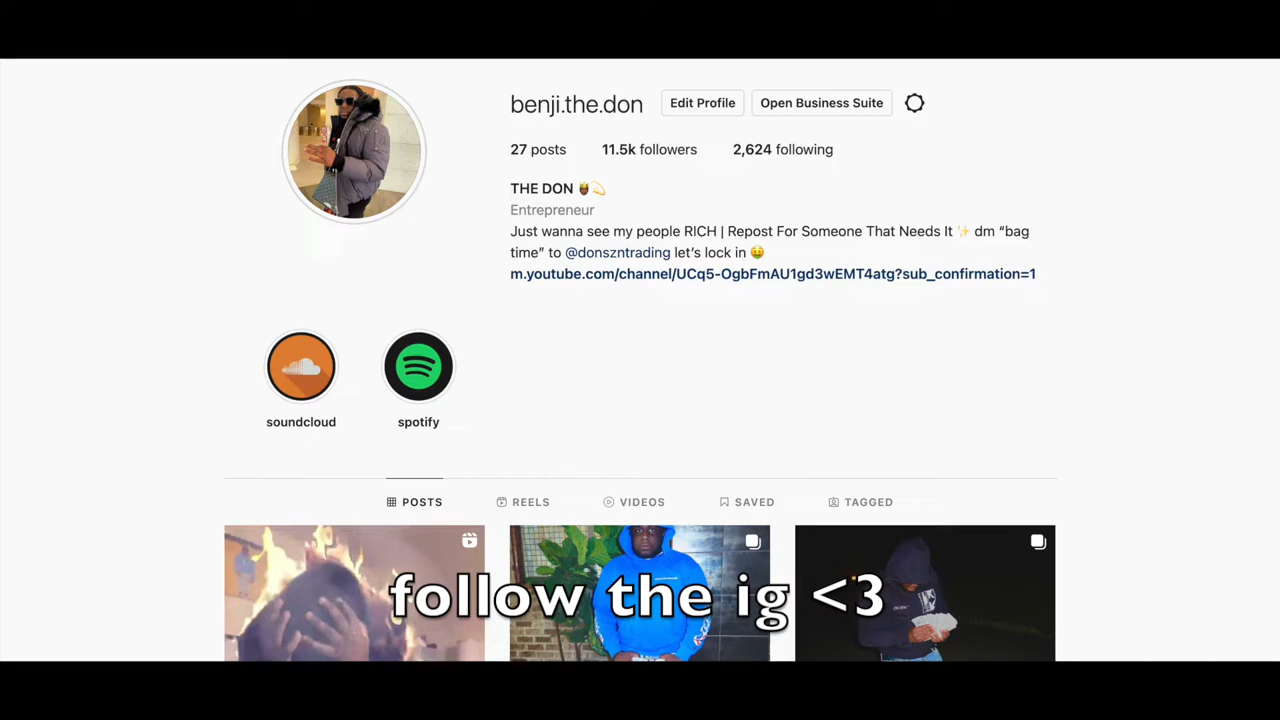 benji.the.don Edit Profile Open Business Suite
27 posts 11.5k followers 2,624 following
THE DON 🤴🏿💫
Entrepreneur
Just wanna see my people RICH | Repost For Someone That Needs It ✨ dm “bag
time” to @donszntrading let’s lock in 🤑
m.youtube.com/channel/UCq5-OgbFmAU1gd3wEMT4atg?sub_confirmation=1
soundcloud spotify
POSTS REELS VIDEOS SAVED TAGGED
follow the ig <3